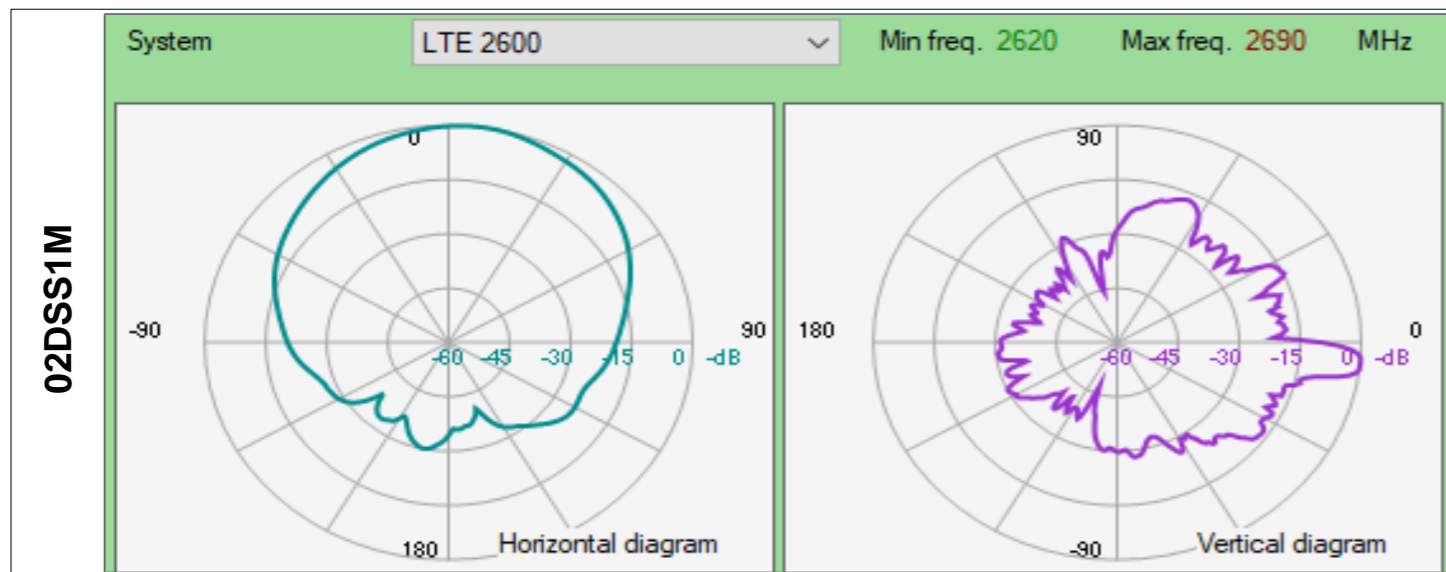 02DSS1M
System LTE 2600 Min freq. 2620 Max freq. 2690 MHz
0
-90 90
-60 -45 -30 -15 0 -dB
180 Horizontal diagram
90
180 0
-60 -45 -30 -15 0 -dB
-90 Vertical diagram